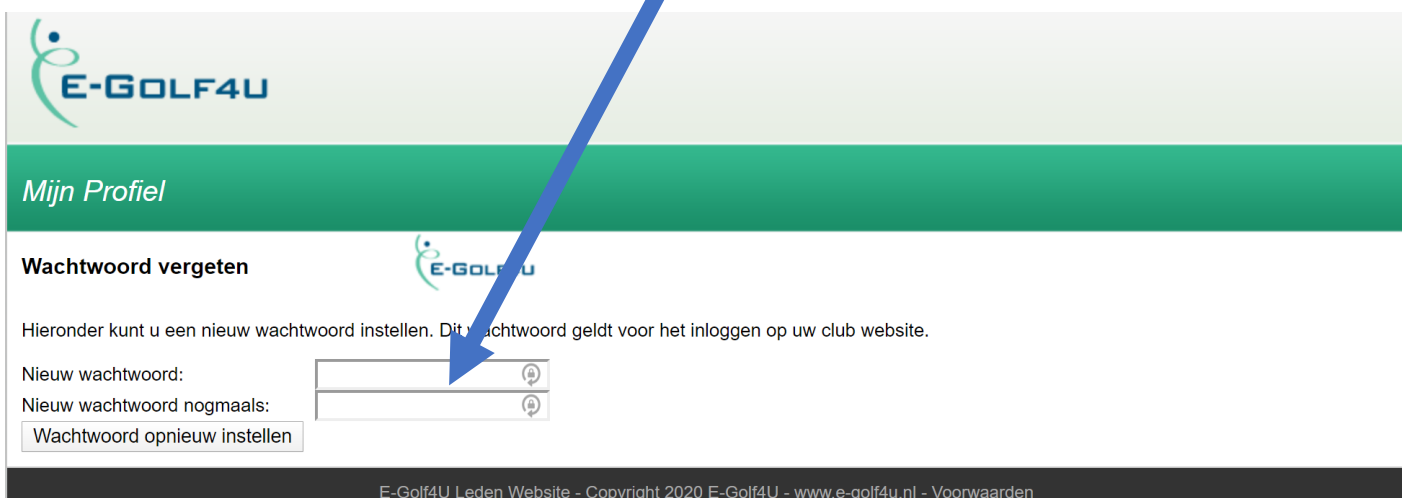 E-GOLF4U
Mijn Profiel
Wachtwoord vergeten
Hieronder kunt u een nieuw wachtwoord instellen. Dit wachtwoord geldt voor het inloggen op uw club website.
Nieuw wachtwoord:
Nieuw wachtwoord nogmaals:
Wachtwoord opnieuw instellen
E-Golf4U Leden Website - Copyright 2020 E-Golf4U - www.e-golf4u.nl - Voorwaarden